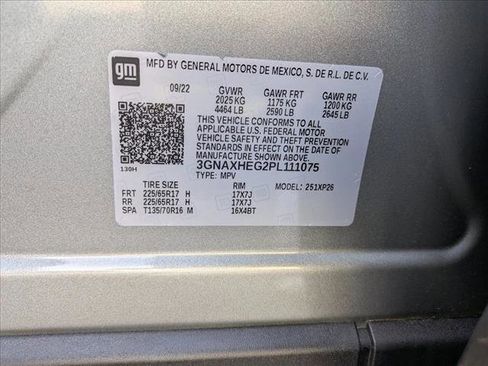 gm
MFD BY GENERAL MOTORS DE MEXICO, S. DE R.L. DE C.V.
09/22 GVWR GAWR FRT GAWR RR
2025 KG 1175 KG 1200 KG
4464 LB 2590 LB 2645 LB
THIS VEHICLE CONFORMS TO ALL
APPLICABLE U.S. FEDERAL MOTOR
VEHICLE SAFETY AND THEFT PREVENTION
STANDARDS IN EFFECT ON THE DATE OF
MANUFACTURE SHOWN ABOVE.
130H 3GNAXHEG2PL111075
TYPE: MPV
TIRE SIZE RIM MODEL: 251XP26
FRT 225/65R17 H 17X7J
RR 225/65R17 H 17X7J
SPA T135/70R16 M 16X4BT